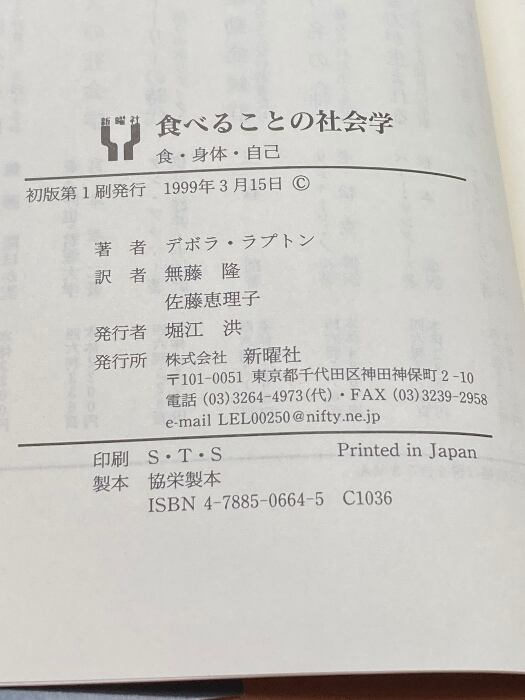 新曜社
食べることの社会学
食・身体・自己
初版第1刷発行 1999年3月15日 ©
著 者 デボラ・ラプトン
訳 者 無藤 隆
佐藤恵理子
発行者 堀江 洪
発行所 株式会社 新曜社
〒101-0051 東京都千代田区神田神保町2-10
電話 (03)3264-4973(代)・FAX (03)3239-2958
e-mail LEL00250@nifty.ne.jp
印刷 S・T・S Printed in Japan
製本 協栄製本
ISBN 4-7885-0664-5 C1036